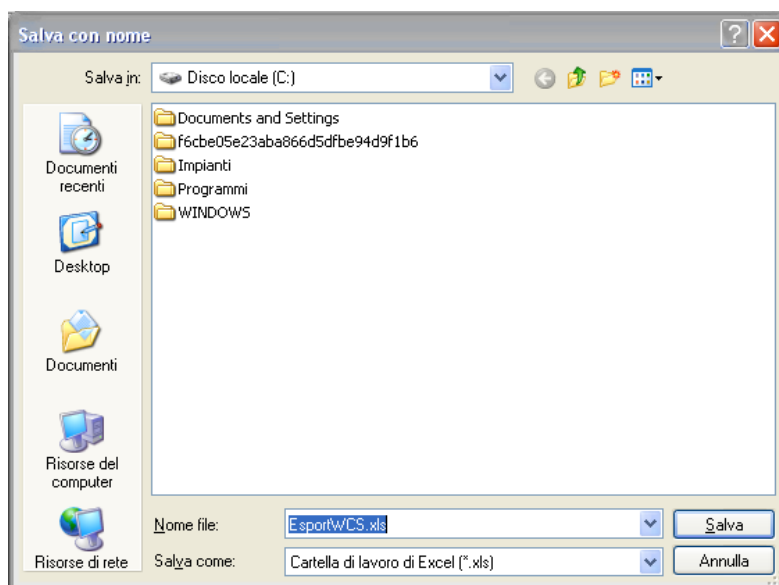 Salva con nome
Salva in:
Disco locale (C:)
Documenti
recenti
Desktop
Documenti
Risorse del
computer
Risorse di rete
Documents and Settings
f6cbe05e23aba866d5dfbe94d9f1b6
Impianti
Programmi
WINDOWS
Nome file:
EsportWCS.xls
Salva
Salva come:
Cartella di lavoro di Excel (*.xls)
Annulla